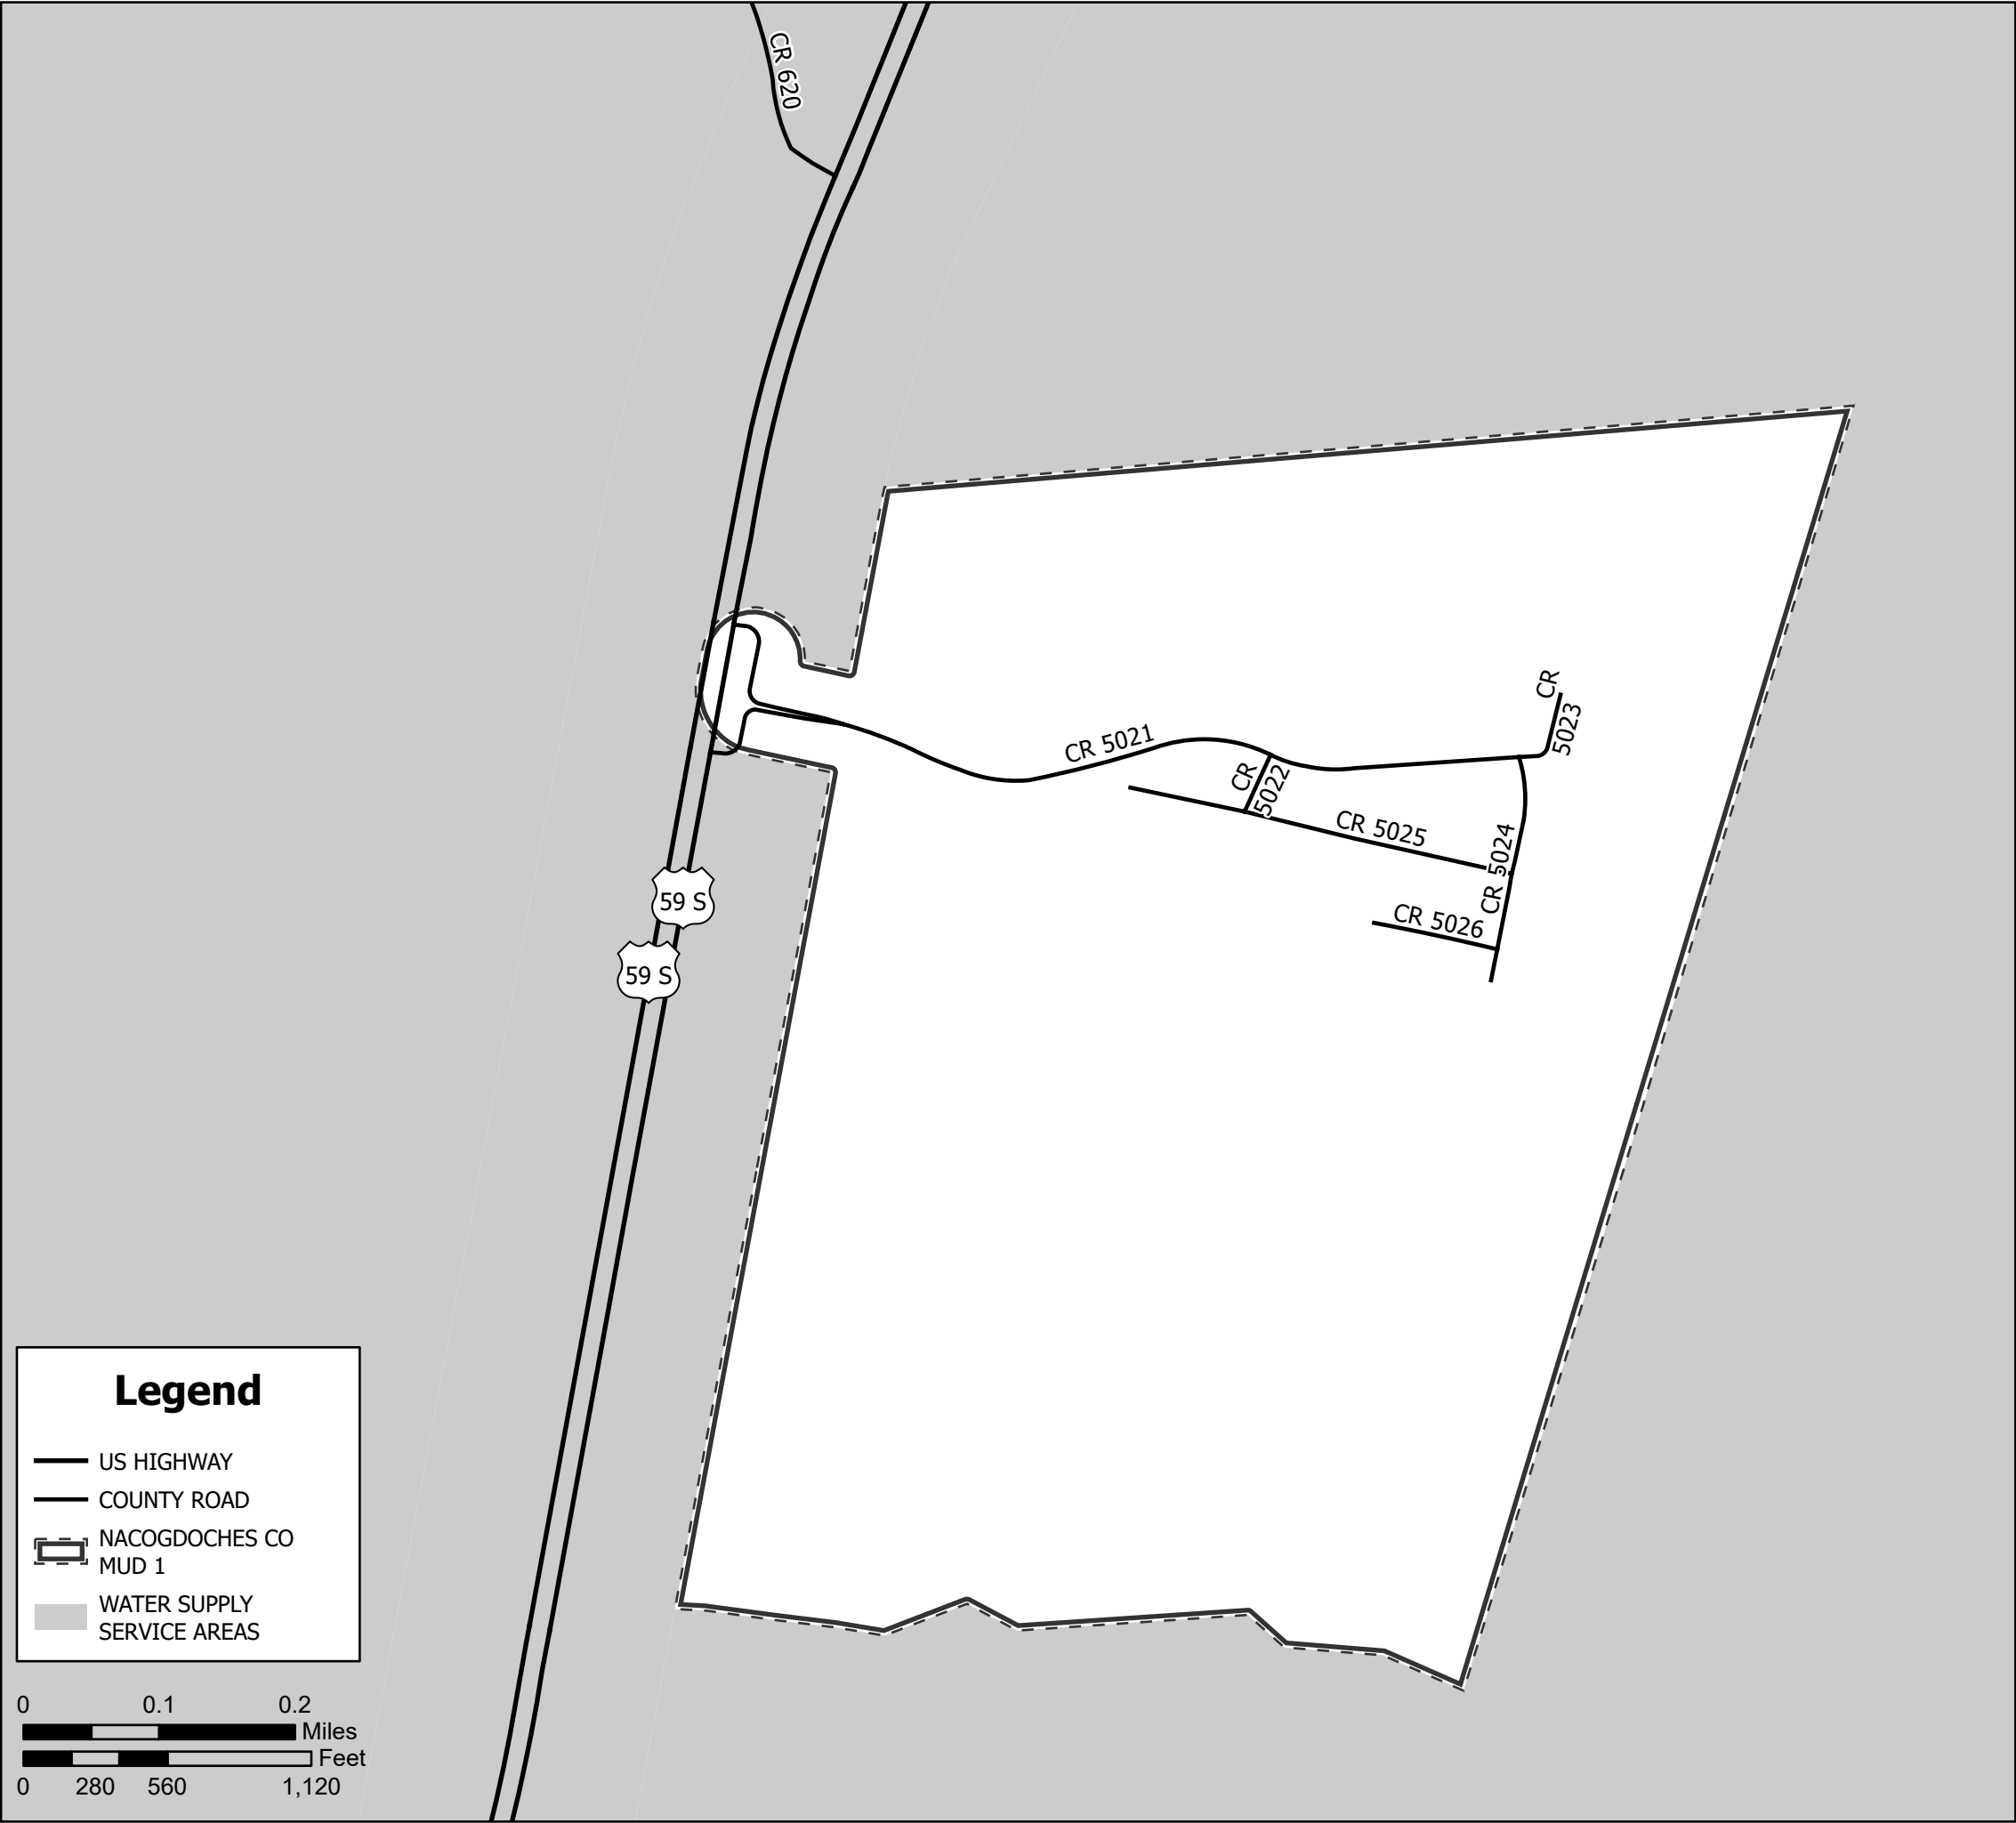 CR 620
CR 5021
CR
5022
CR
5023
CR 5025
CR 5024
CR 5026
59 S
59 S
Legend
US HIGHWAY
COUNTY ROAD
NACOGDOCHES CO
MUD 1
WATER SUPPLY
SERVICE AREAS
0 0.1 0.2
Miles
Feet
0 280 560 1,120